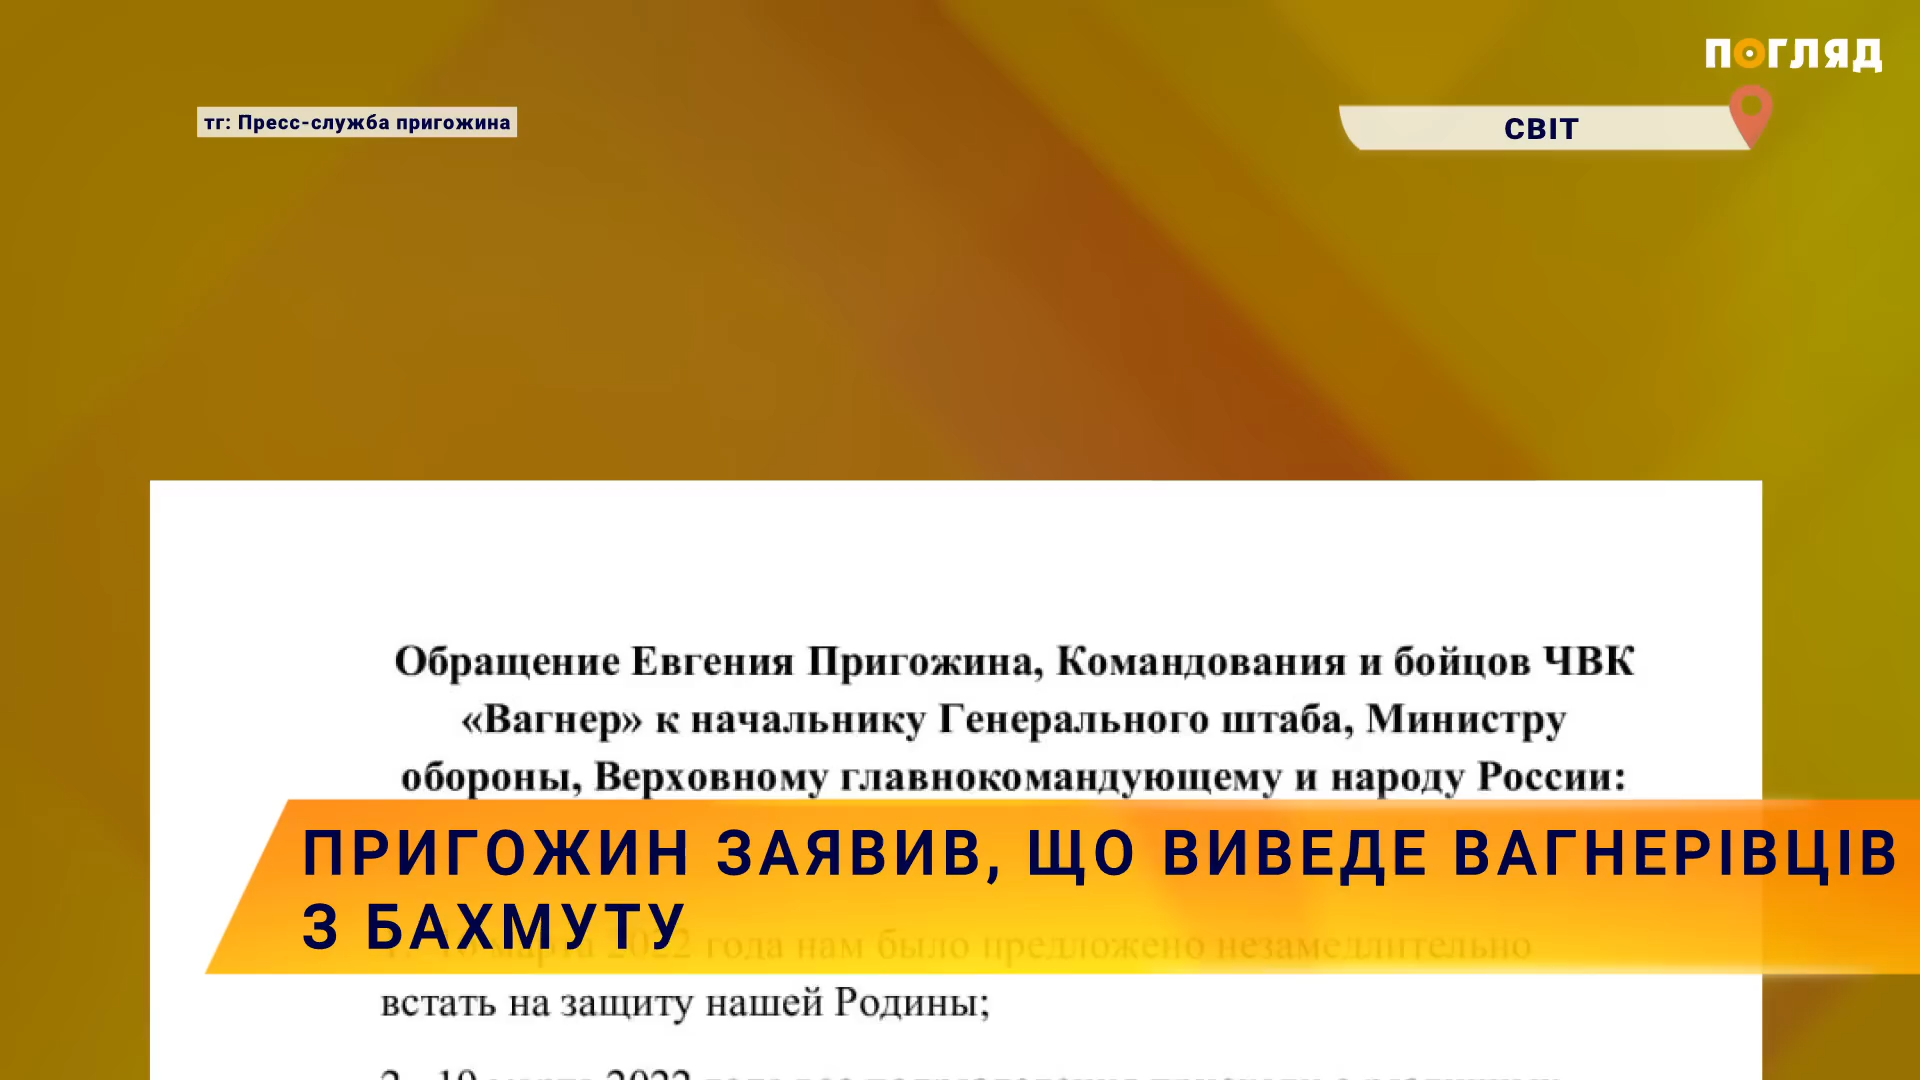 ПОГЛЯД
тг: Пресс-служба пригожина
СВІТ
Обращение Евгения Пригожина, Командования и бойцов ЧВК
«Вагнер» к начальнику Генерального штаба, Министру
обороны, Верховному главнокомандующему и народу России:
ПРИГОЖИН ЗАЯВИВ, ЩО ВИВЕДЕ ВАГНЕРІВЦІВ
З БАХМУТУ
марта 2022 года нам было предложено незамедлительно
встать на защиту нашей Родины;